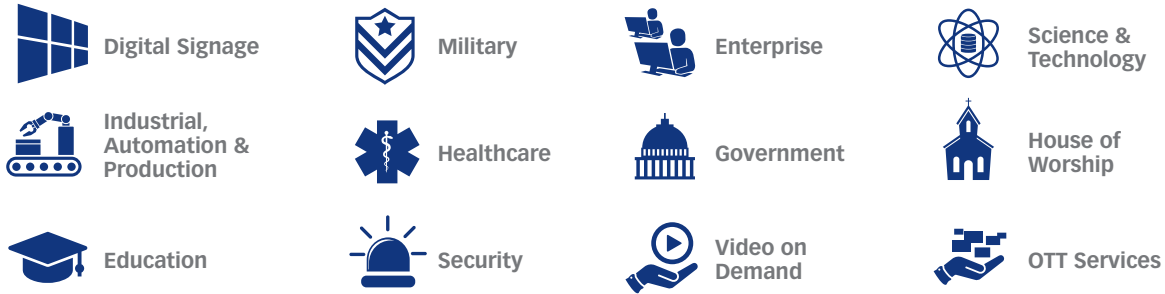 Digital Signage
Military
Enterprise
Science &
Technology
Industrial,
Automation &
Production
Healthcare
Government
House of
Worship
Education
Security
Video on
Demand
OTT Services